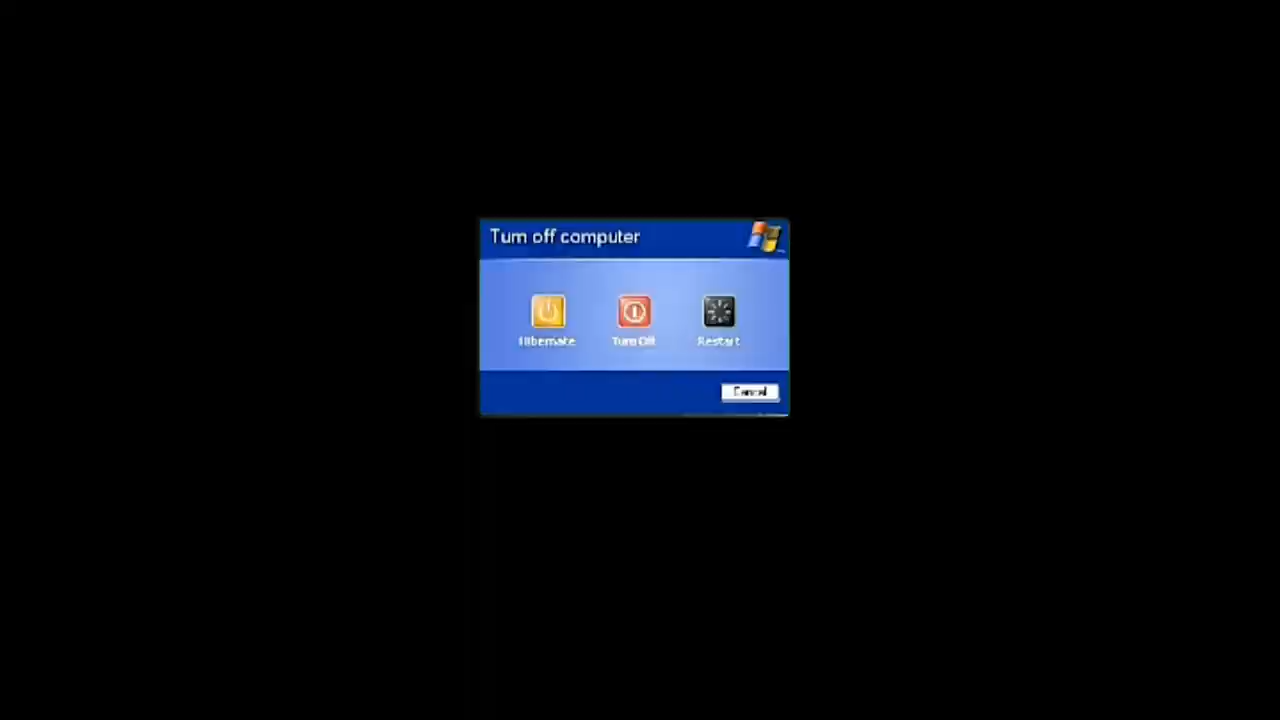 Turn off computer
Hibernate
Turn Off
Restart
Cancel